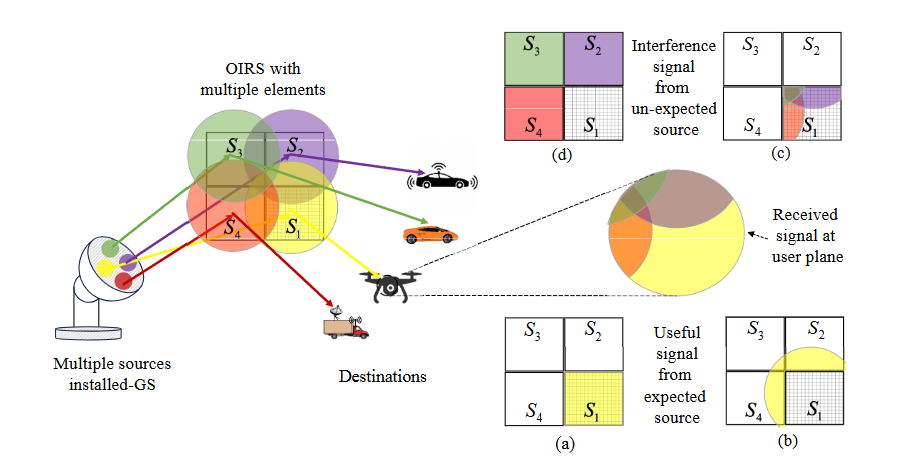 OIRS with
multiple elements
S3
S2
S4
S1
Multiple sources
installed-GS
Destinations
S3
S2
S4
S1
(d)
Interference
signal
from
un-expected
source
S3
S2
S4
S1
(c)
Received
signal at
user plane
S3
S2
S4
S1
(a)
Useful
signal
from
expected
source
S3
S2
S4
S1
(b)